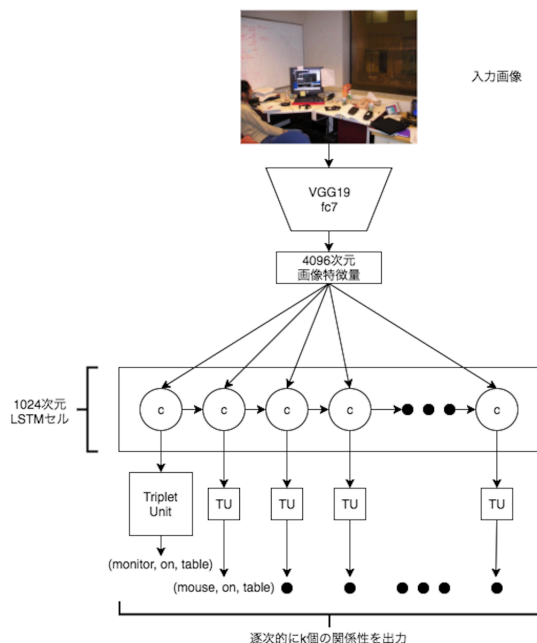 入力画像
VGG19
fc7
4096次元
画像特徴量
1024次元
LSTMセル
c c c c c
Triplet
Unit
TU TU TU TU
(monitor, on, table)
(mouse, on, table)
逐次的にk個の関係性を出力